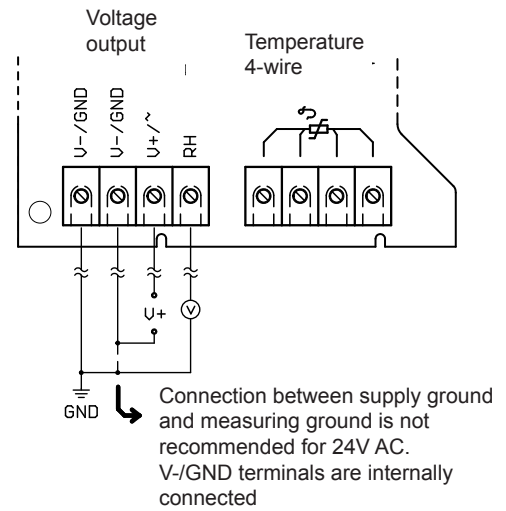 Voltage
output
Temperature
4-wire
V-/GND
V-/GND
V+/~
RH
V+
V
GND
Connection between supply ground
and measuring ground is not
recommended for 24V AC.
V-/GND terminals are internally
connected